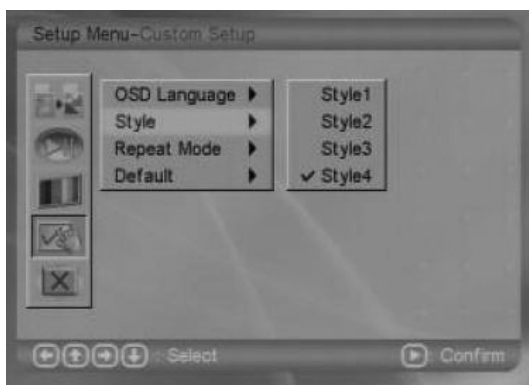 Setup Menu-Custom Setup
OSD Language
Style
Repeat Mode
Default
Style1
Style2
Style3
✓ Style4
: Select
: Confirm